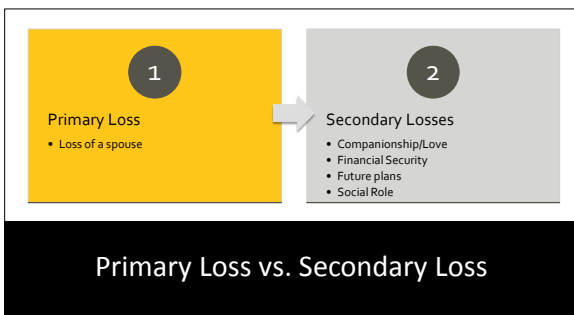 1
Primary Loss
• Loss of a spouse
2
Secondary Losses
• Companionship/Love
• Financial Security
• Future plans
• Social Role
Primary Loss vs. Secondary Loss